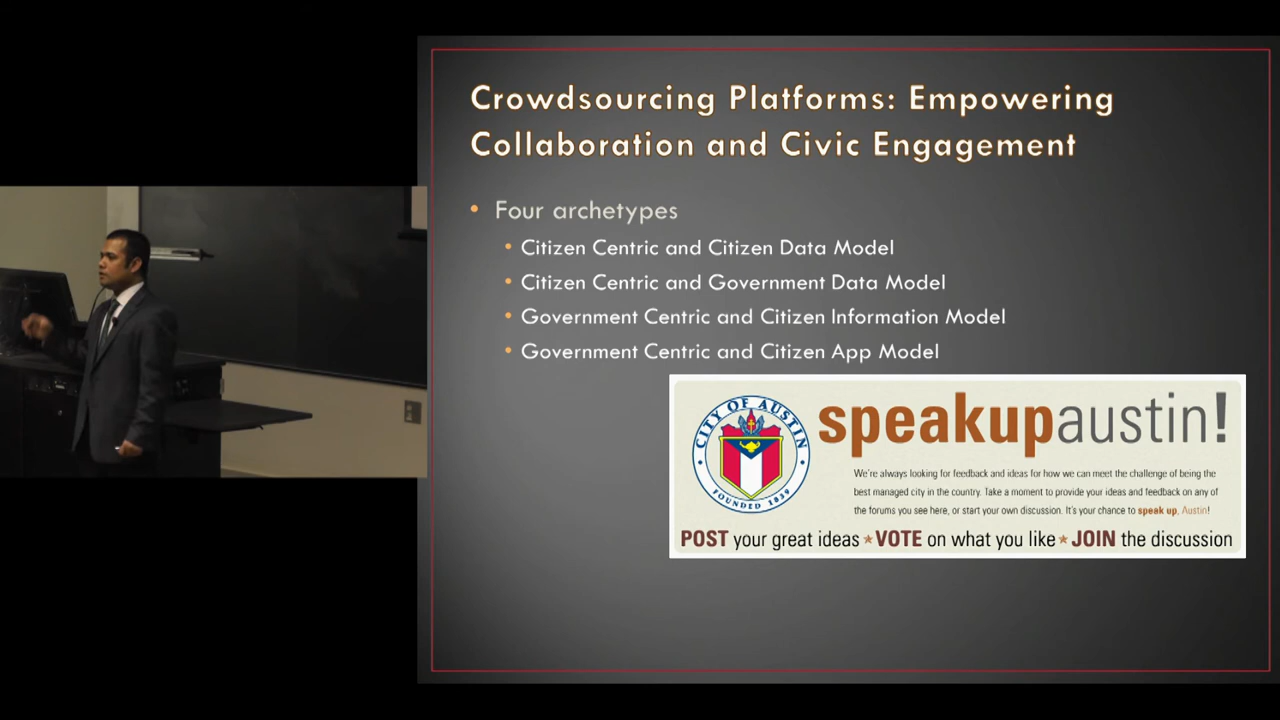 Crowdsourcing Platforms: Empowering
Collaboration and Civic Engagement
• Four archetypes
• Citizen Centric and Citizen Data Model
• Citizen Centric and Government Data Model
• Government Centric and Citizen Information Model
• Government Centric and Citizen App Model
CITY OF AUSTIN
FOUNDED 1839
speakupaustin!
We're always looking for feedback and ideas for how we can meet the challenge of being the
best managed city in the country. Take a moment to provide your ideas and feedback on any of
the forums you see here, or start your own discussion. It's your chance to speak up, Austin!
POST your great ideas ★ VOTE on what you like ★ JOIN the discussion